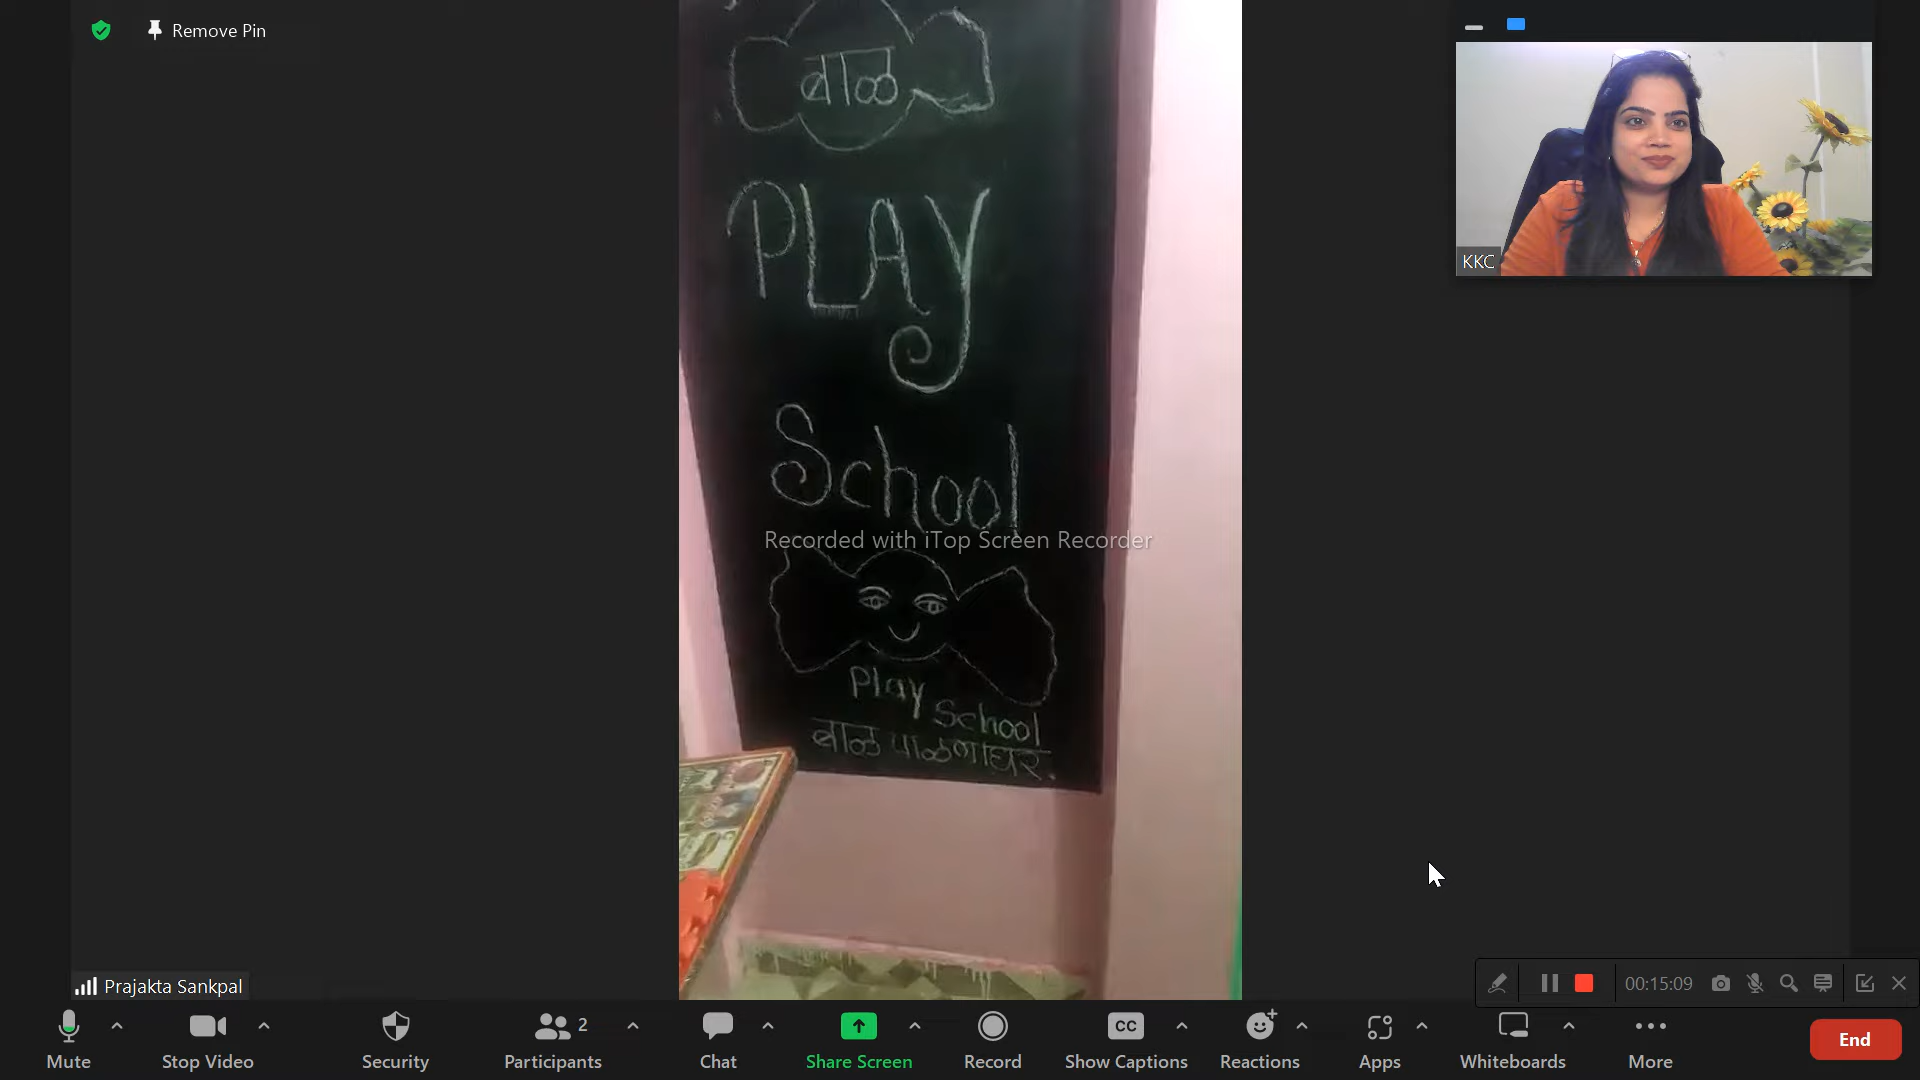 Remove Pin
बाळ
PLAy
School
Recorded with iTop Screen Recorder
Play
School
बाळ पाळणाघर.
KKC
Prajakta Sankpal
00:15:09
Mute
Stop Video
Security
Participants
2
Chat
Share Screen
Record
CC
Show Captions
Reactions
Apps
Whiteboards
More
End